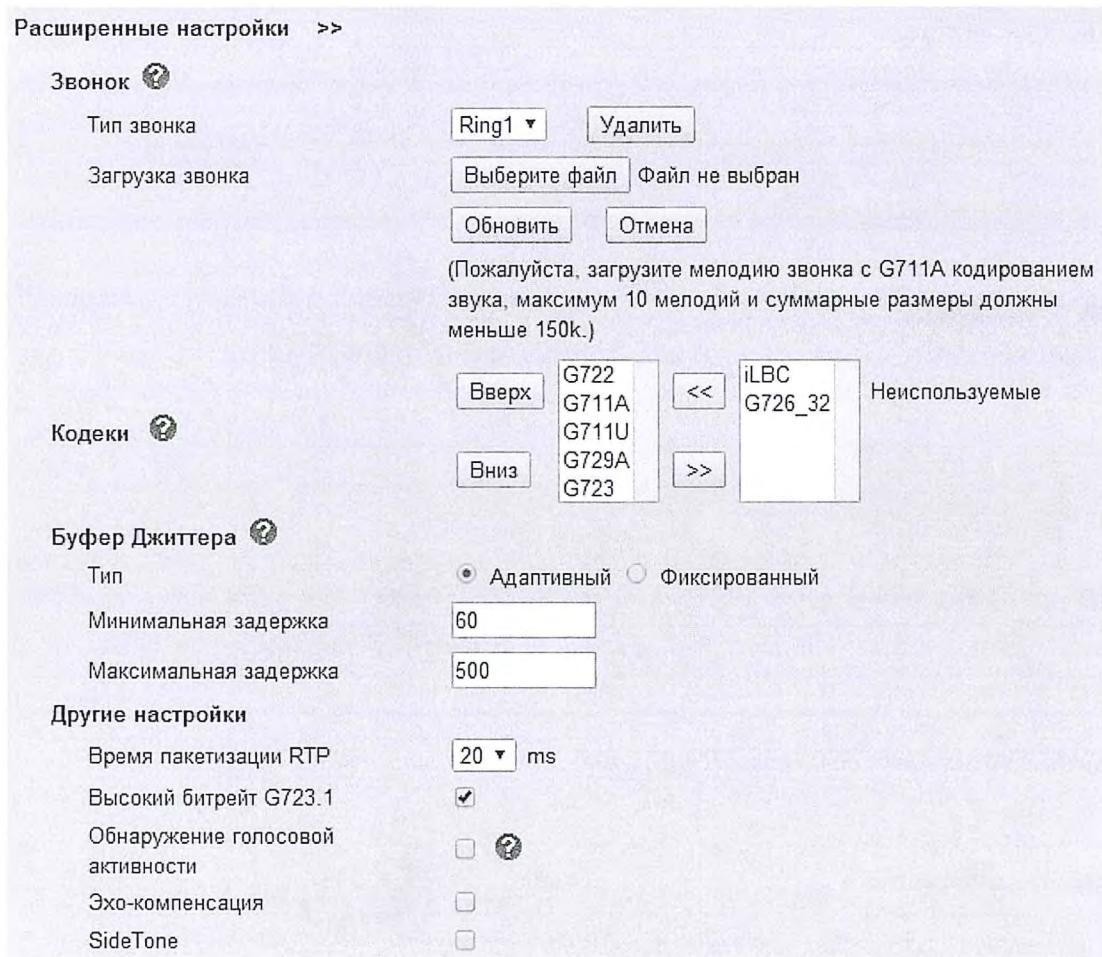 Расширенные настройки >>
Звонок
Тип звонка Ring1 Удалить
Загрузка звонка Выберите файл Файл не выбран
Обновить Отмена
(Пожалуйста, загрузите мелодию звонка с G711A кодированием
звука, максимум 10 мелодий и суммарные размеры должны
меньше 150k.)
Кодеки
Вверх
Вниз
G722
G711A
G711U
G729A
G723
<<
>>
iLBC
G726_32
Неиспользуемые
Буфер Джиттера
Тип Адаптивный Фиксированный
Минимальная задержка 60
Максимальная задержка 500
Другие настройки
Время пакетизации RTP 20 ms
Высокий битрейт G723.1
Обнаружение голосовой
активности
Эхо-компенсация
SideTone